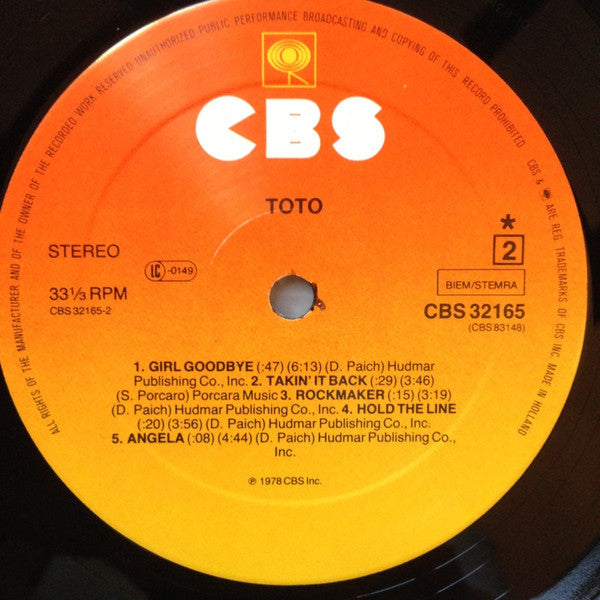 ALL RIGHTS OF THE MANUFACTURER AND OF THE OWNER OF THE RECORDED WORK RESERVED UNAUTHORIZED PUBLIC PERFORMANCE BROADCASTING AND COPYING OF THIS RECORD PROHIBITED CBS & ARE REG. TRADEMARKS OF CBS INC. MADE IN HOLLAND
CBS
TOTO
STEREO
*
LC -0149
2
33⅓ RPM
BIEM/STEMRA
CBS 32165-2
CBS 32165
(CBS 83148)
1. GIRL GOODBYE (:47) (6:13) (D. Paich) Hudmar
Publishing Co., Inc. 2. TAKIN' IT BACK (:29) (3:46)
(S. Porcaro) Porcara Music 3. ROCKMAKER (:15) (3:19)
(D. Paich) Hudmar Publishing Co., Inc. 4. HOLD THE LINE
(:20) (3:56) (D. Paich) Hudmar Publishing Co., Inc.
5. ANGELA (:08) (4:44) (D. Paich) Hudmar Publishing Co.,
Inc.
℗ 1978 CBS Inc.